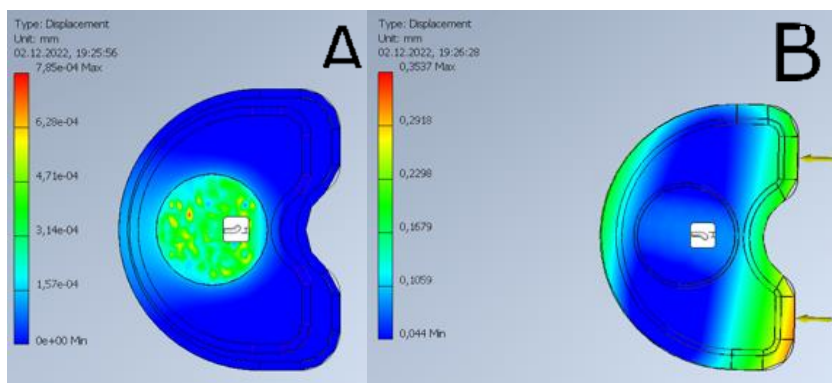 Type: Displacement
Unit: mm
02.12.2022, 19:25:56
7,85e-04 Max
6,28e-04
4,71e-04
3,14e-04
1,57e-04
0e+00 Min
A
Type: Displacement
Unit: mm
02.12.2022, 19:26:28
0,3537 Max
0,2918
0,2298
0,1679
0,1059
0,044 Min
B